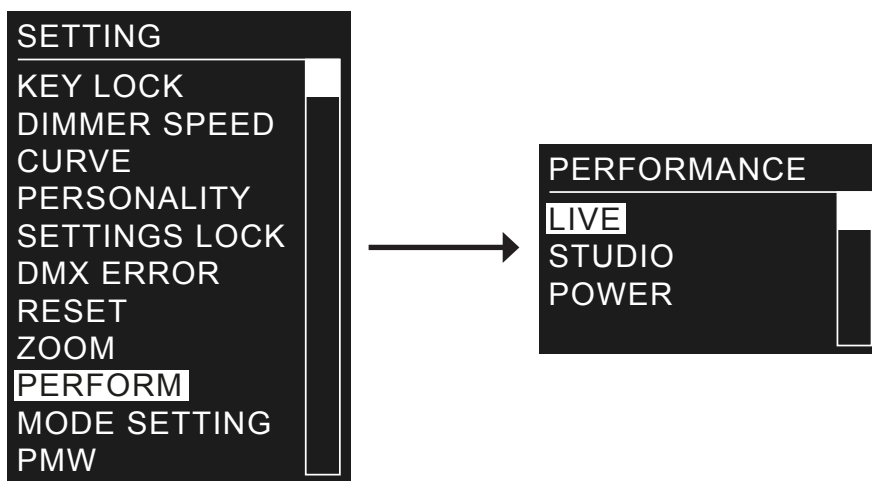 SETTING
KEY LOCK
DIMMER SPEED
CURVE
PERSONALITY
SETTINGS LOCK
DMX ERROR
RESET
ZOOM
PERFORM
MODE SETTING
PMW
PERFORMANCE
LIVE
STUDIO
POWER